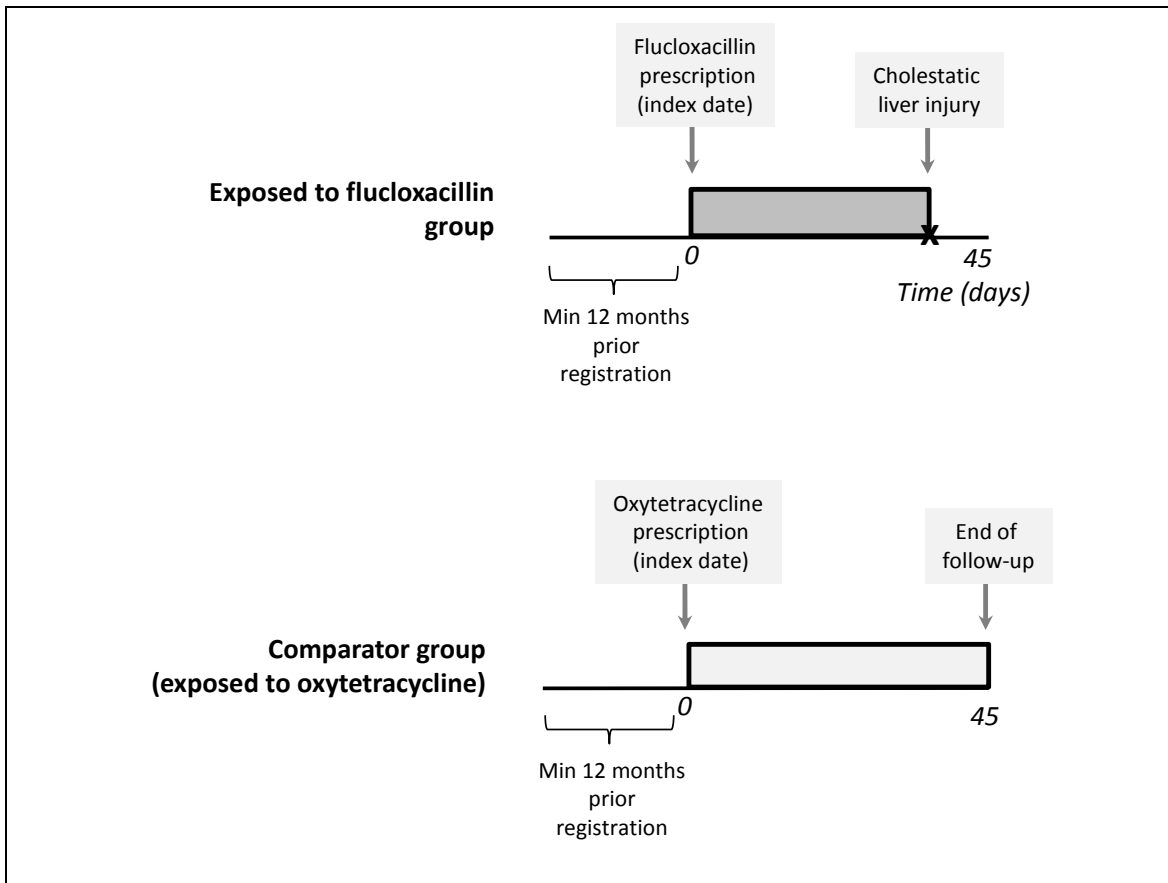 Flucloxacillin
prescription
(index date)
Cholestatic
liver injury
Exposed to flucloxacillin
group
X
0
45
Time (days)
Min 12 months
prior
registration
Oxytetracycline
prescription
(index date)
End of
follow-up
Comparator group
(exposed to oxytetracycline)
0
45
Min 12 months
prior
registration